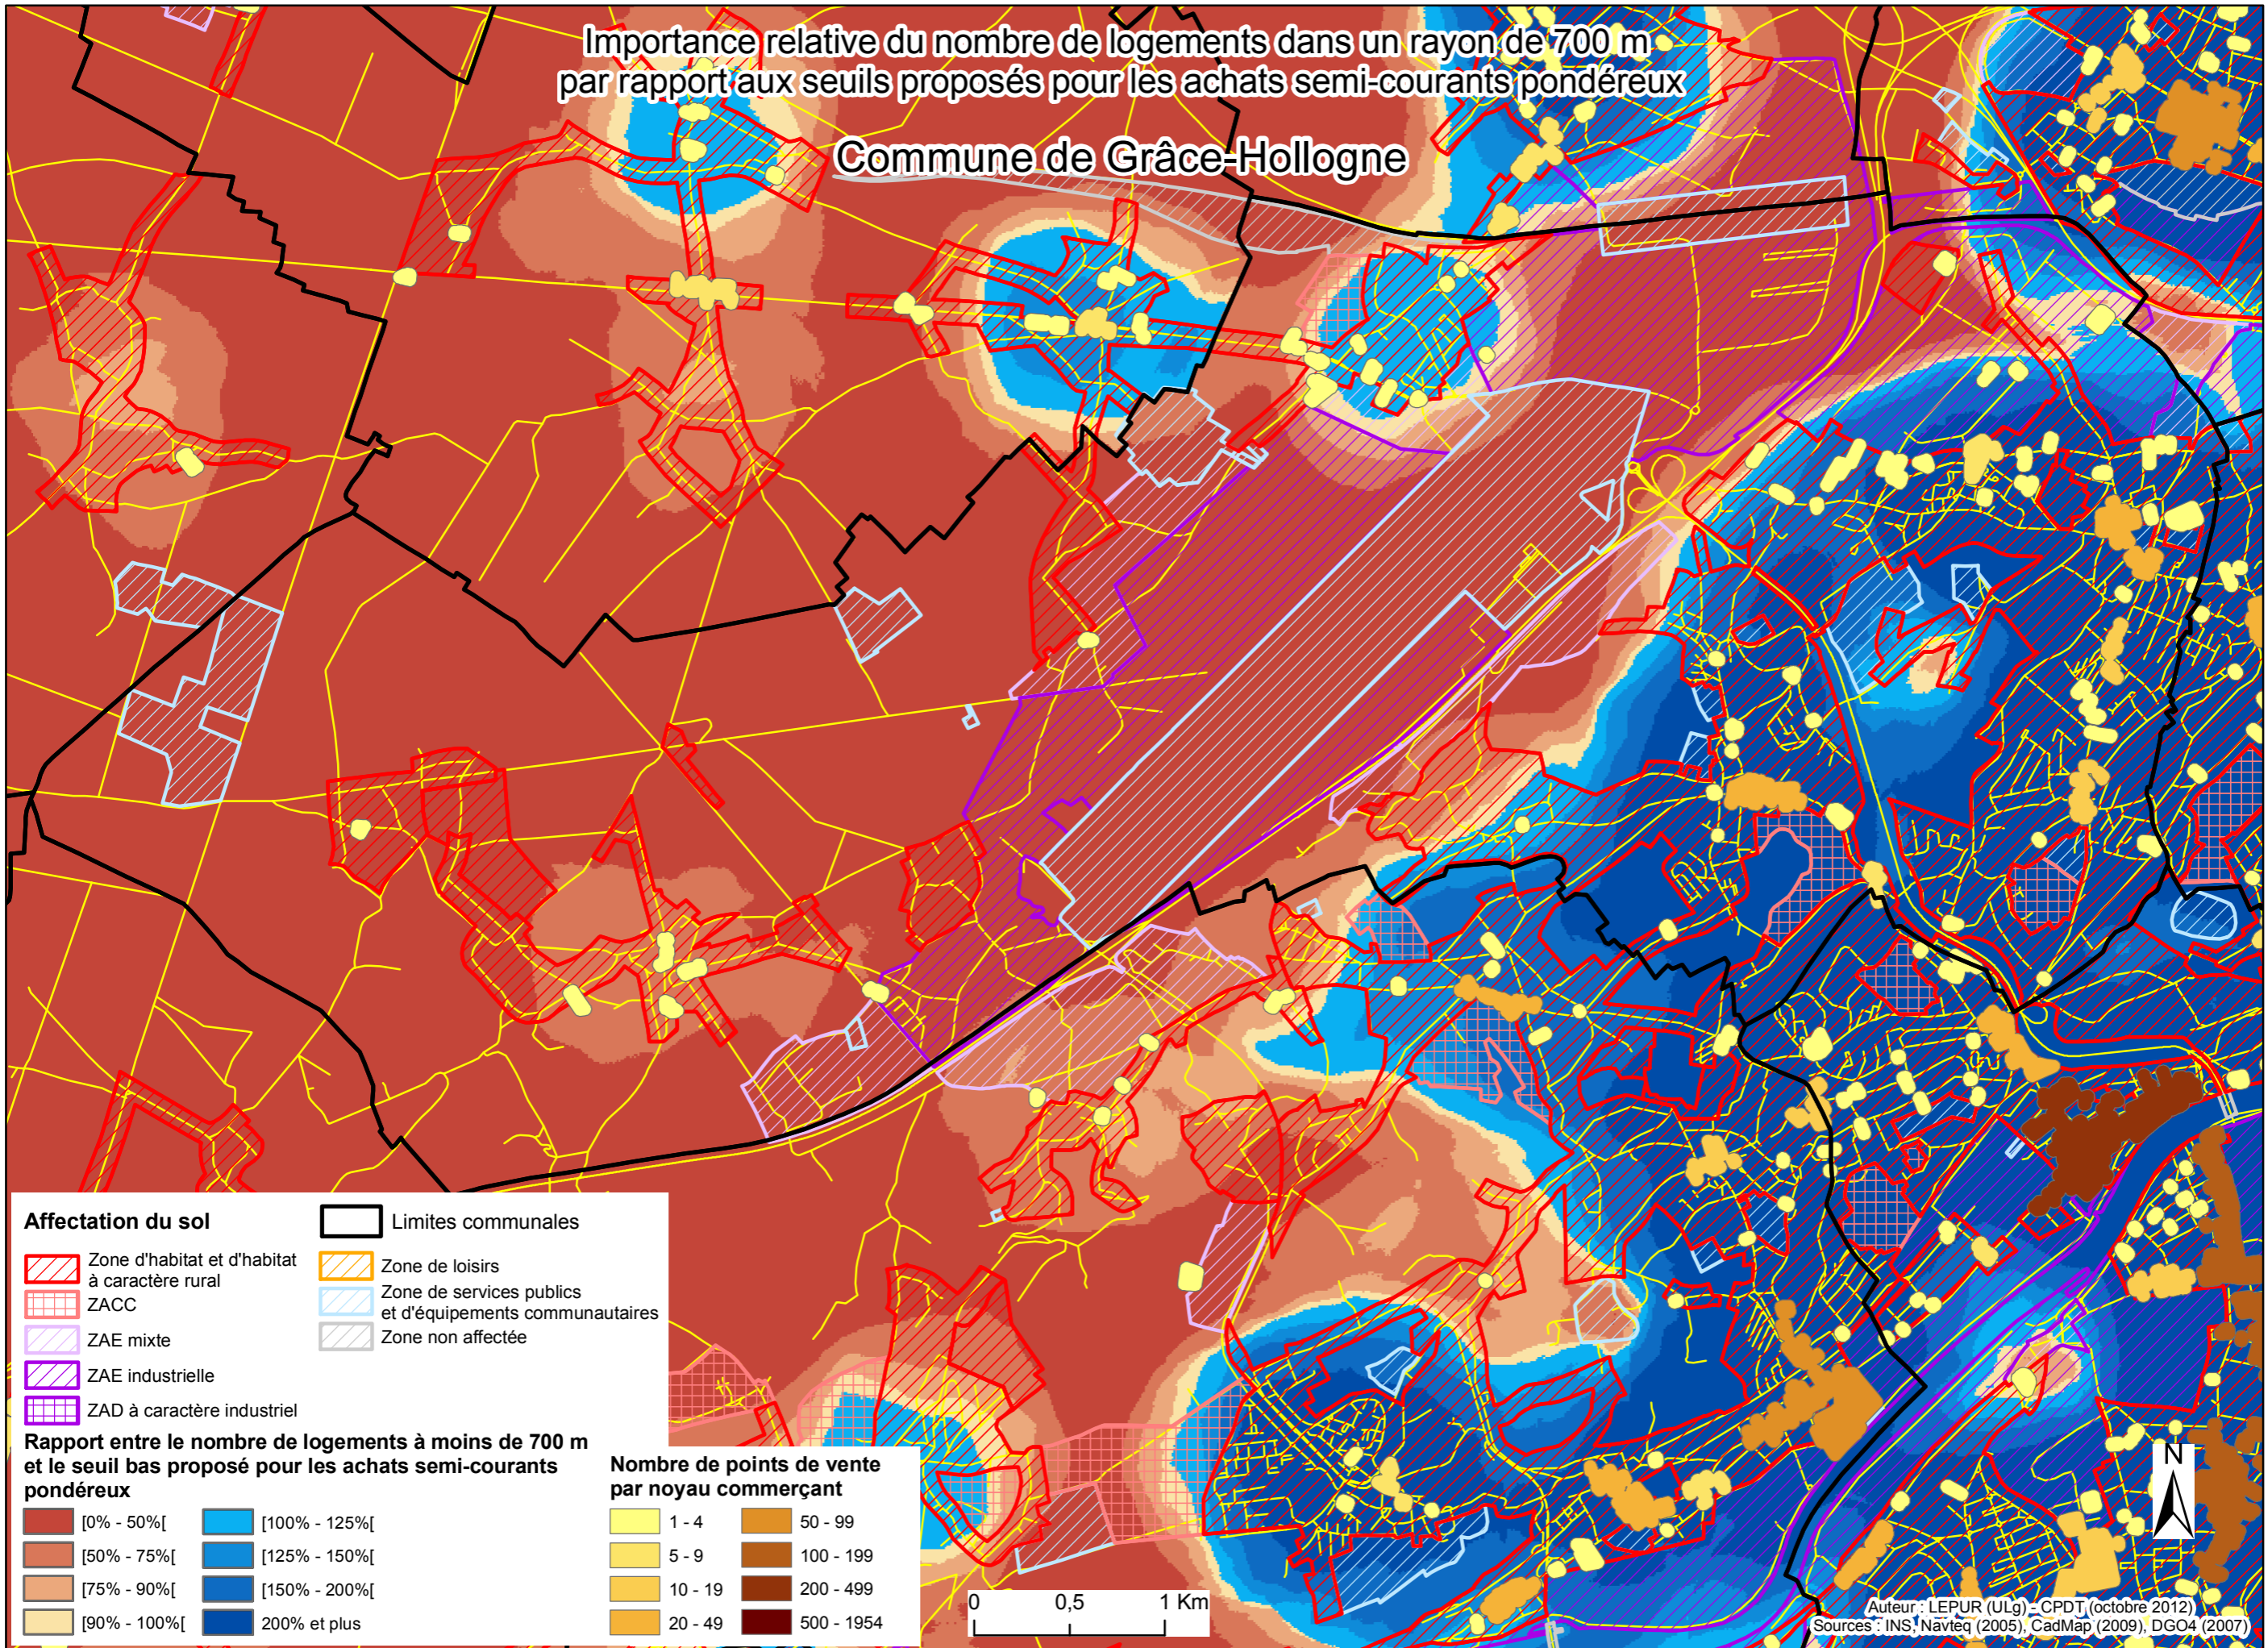 Importance relative du nombre de logements dans un rayon de 700 m
par rapport aux seuils proposés pour les achats semi-courants pondéreux
Commune de Grâce-Hollogne
Affectation du sol
Zone d'habitat et d'habitat
à caractère rural
ZACC
ZAE mixte
ZAE industrielle
ZAD à caractère industriel
Limites communales
Zone de loisirs
Zone de services publics
et d'équipements communautaires
Zone non affectée
Rapport entre le nombre de logements à moins de 700 m
et le seuil bas proposé pour les achats semi-courants
pondéreux
[0% - 50%[
[50% - 75%[
[75% - 90%[
[90% - 100%[
[100% - 125%[
[125% - 150%[
[150% - 200%[
200% et plus
Nombre de points de vente
par noyau commerçant
1 - 4
5 - 9
10 - 19
20 - 49
50 - 99
100 - 199
200 - 499
500 - 1954
0 0,5 1 Km
N
Auteur : LEPUR (ULg) - CPDT (octobre 2012)
Sources : INS, Navteq (2005), CadMap (2009), DGO4 (2007)